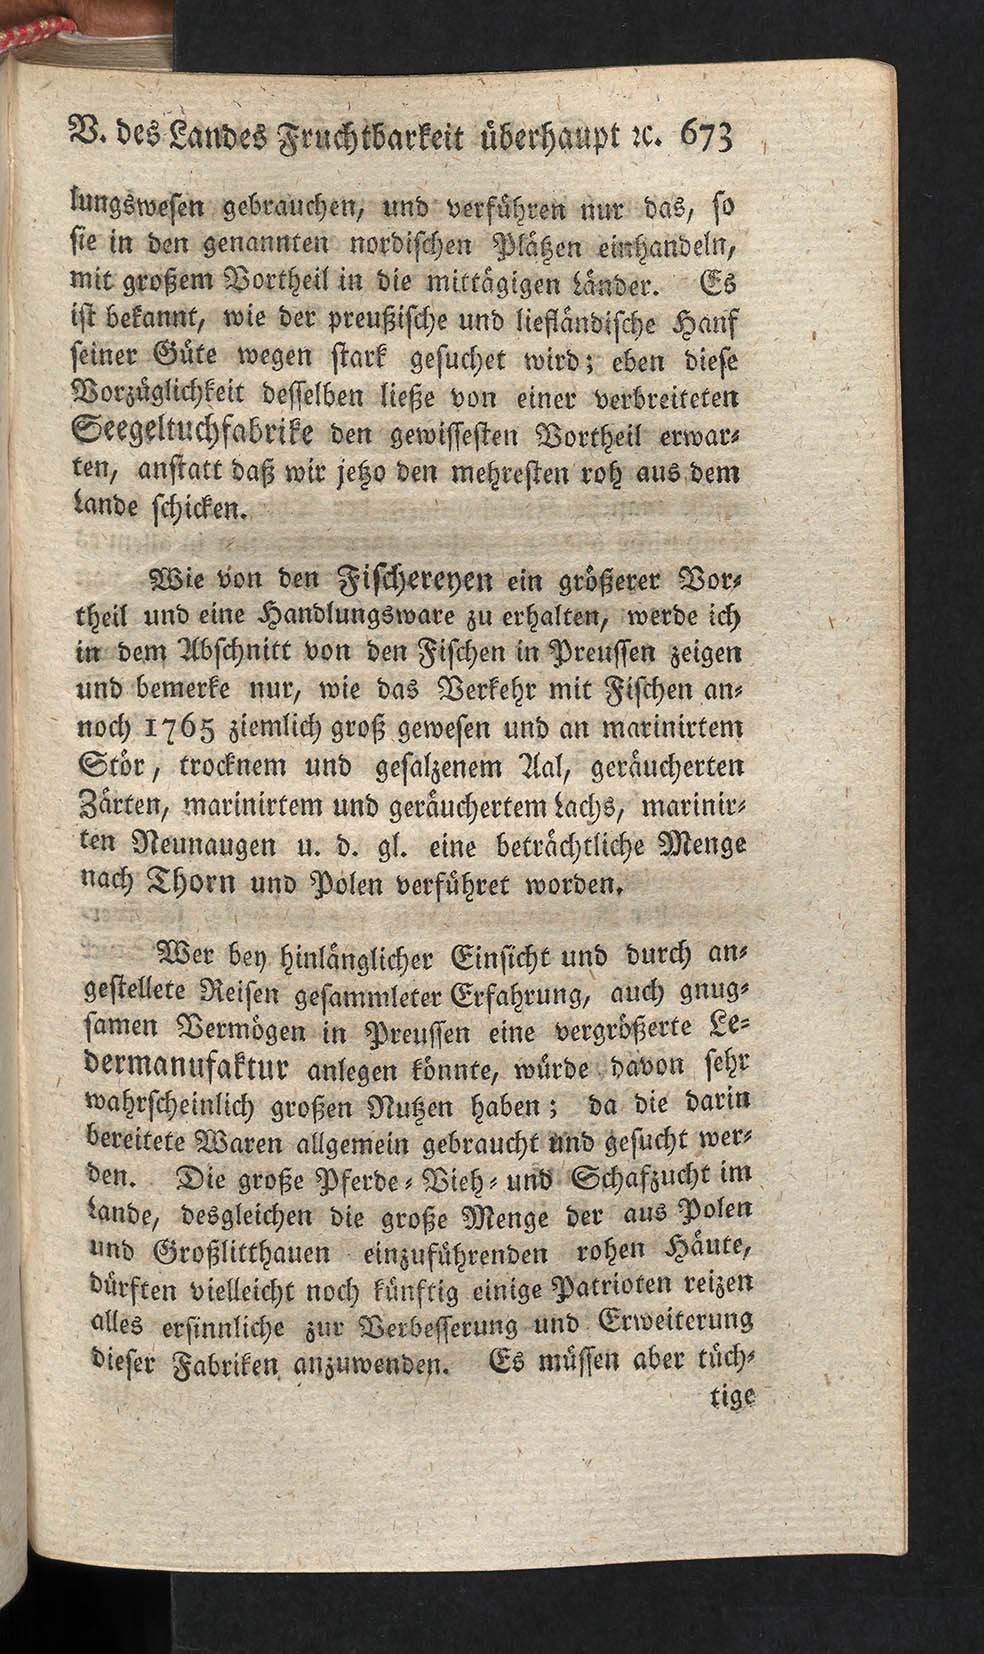 V. des Landes Fruchtbarkeit überhaupt ꝛc. 673
lungswesen gebrauchen, und verführen nur das, so
sie in den genannten nordischen Plätzen einhandeln,
mit großem Vortheil in die mittägigen Länder. Es
ist bekannt, wie der preußische und liefländische Hanf
seiner Güte wegen stark gesuchet wird; eben diese
Vorzüglichkeit desselben ließe von einer verbreiteten
Seegeltuchfabrike den gewissesten Vortheil erwar⸗
ten, anstatt daß wir jetzo den mehresten roh aus dem
Lande schicken.
Wie von den Fischereyen ein größerer Vor⸗
theil und eine Handlungsware zu erhalten, werde ich
in dem Abschnitt von den Fischen in Preussen zeigen
und bemerke nur, wie das Verkehr mit Fischen an⸗
noch 1765 ziemlich groß gewesen und an marinirtem
Stör, trocknem und gesalzenem Aal, geräucherten
Zärten, marinirtem und geräuchertem Lachs, marinir⸗
ten Neunaugen u. d. gl. eine beträchtliche Menge
nach Thorn und Polen verführet worden.
Wer bey hinlänglicher Einsicht und durch an⸗
gestellete Reisen gesammleter Erfahrung, auch gnug⸗
samen Vermögen in Preussen eine vergrößerte Le⸗
dermanufaktur anlegen könnte, würde davon sehr
wahrscheinlich großen Nutzen haben; da die darin
bereitete Waren allgemein gebraucht und gesucht wer⸗
den. Die große Pferde⸗ Vieh⸗ und Schafzucht im
Lande, desgleichen die große Menge der aus Polen
und Großlitthauen einzuführenden rohen Häute,
dürften vielleicht noch künftig einige Patrioten reizen
alles ersinnliche zur Verbesserung und Erweiterung
dieser Fabriken anzuwenden. Es müssen aber tüch⸗
tige